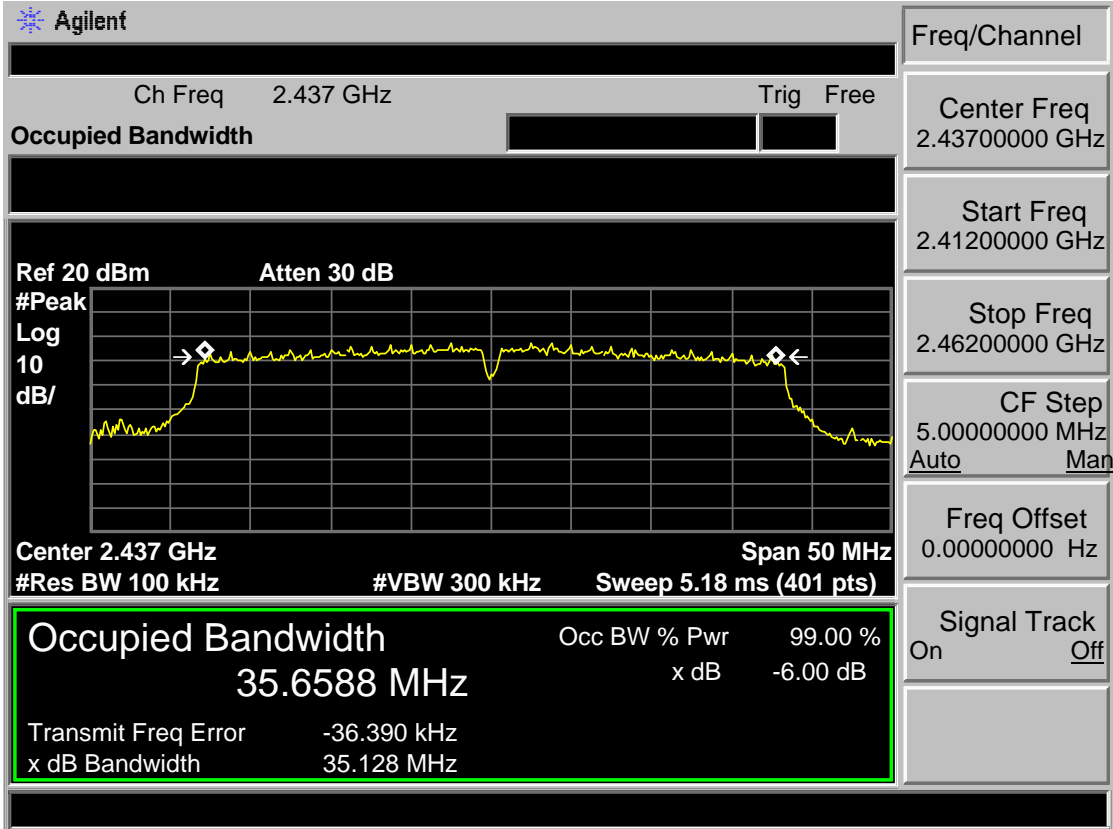 Agilent
Ch Freq 2.437 GHz Trig Free
Occupied Bandwidth
Ref 20 dBm Atten 30 dB
#Peak
Log
10
dB/
Center 2.437 GHz Span 50 MHz
#Res BW 100 kHz #VBW 300 kHz Sweep 5.18 ms (401 pts)
Occupied Bandwidth
35.6588 MHz
Occ BW % Pwr 99.00 %
x dB -6.00 dB
Transmit Freq Error -36.390 kHz
x dB Bandwidth 35.128 MHz
Freq/Channel
Center Freq
2.43700000 GHz
Start Freq
2.41200000 GHz
Stop Freq
2.46200000 GHz
CF Step
5.00000000 MHz
Auto Man
Freq Offset
0.00000000 Hz
Signal Track
On Off